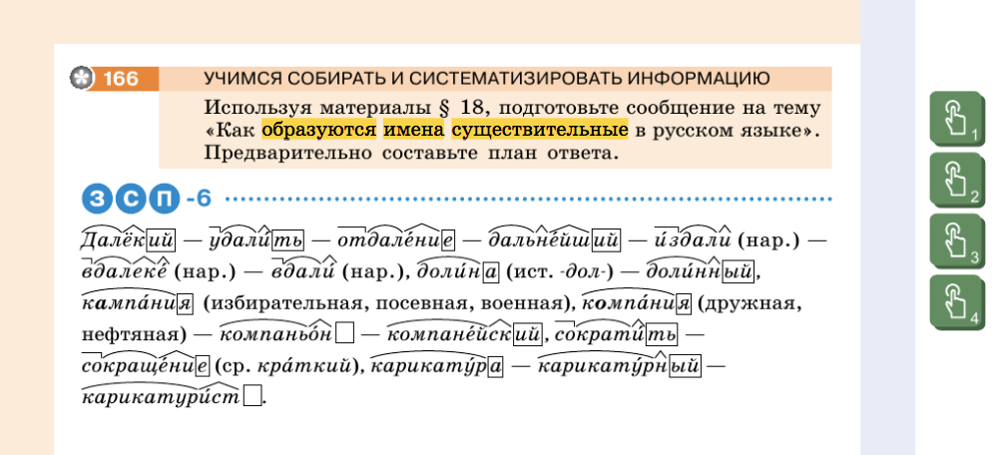 166 УЧИМСЯ СОБИРАТЬ И СИСТЕМАТИЗИРОВАТЬ ИНФОРМАЦИЮ
Используя материалы § 18, подготовьте сообщение на тему
«Как образуются имена существительные в русском языке».
Предварительно составьте план ответа.
ЗСП-6
Далёкий — удали́ть — отдале́ние — дальне́йший — и́здали (нар.) —
вдалеке́ (нар.) — вдали́ (нар.), доли́на (ист. -дол-) — доли́нный,
кампа́ния (избирательная, посевная, военная), компа́ния (дружная,
нефтяная) — компаньо́н — компане́йский, сократи́ть —
сокраще́ние (ср. кра́ткий), карикату́ра — карикату́рный —
карикатури́ст.
1
2
3
4